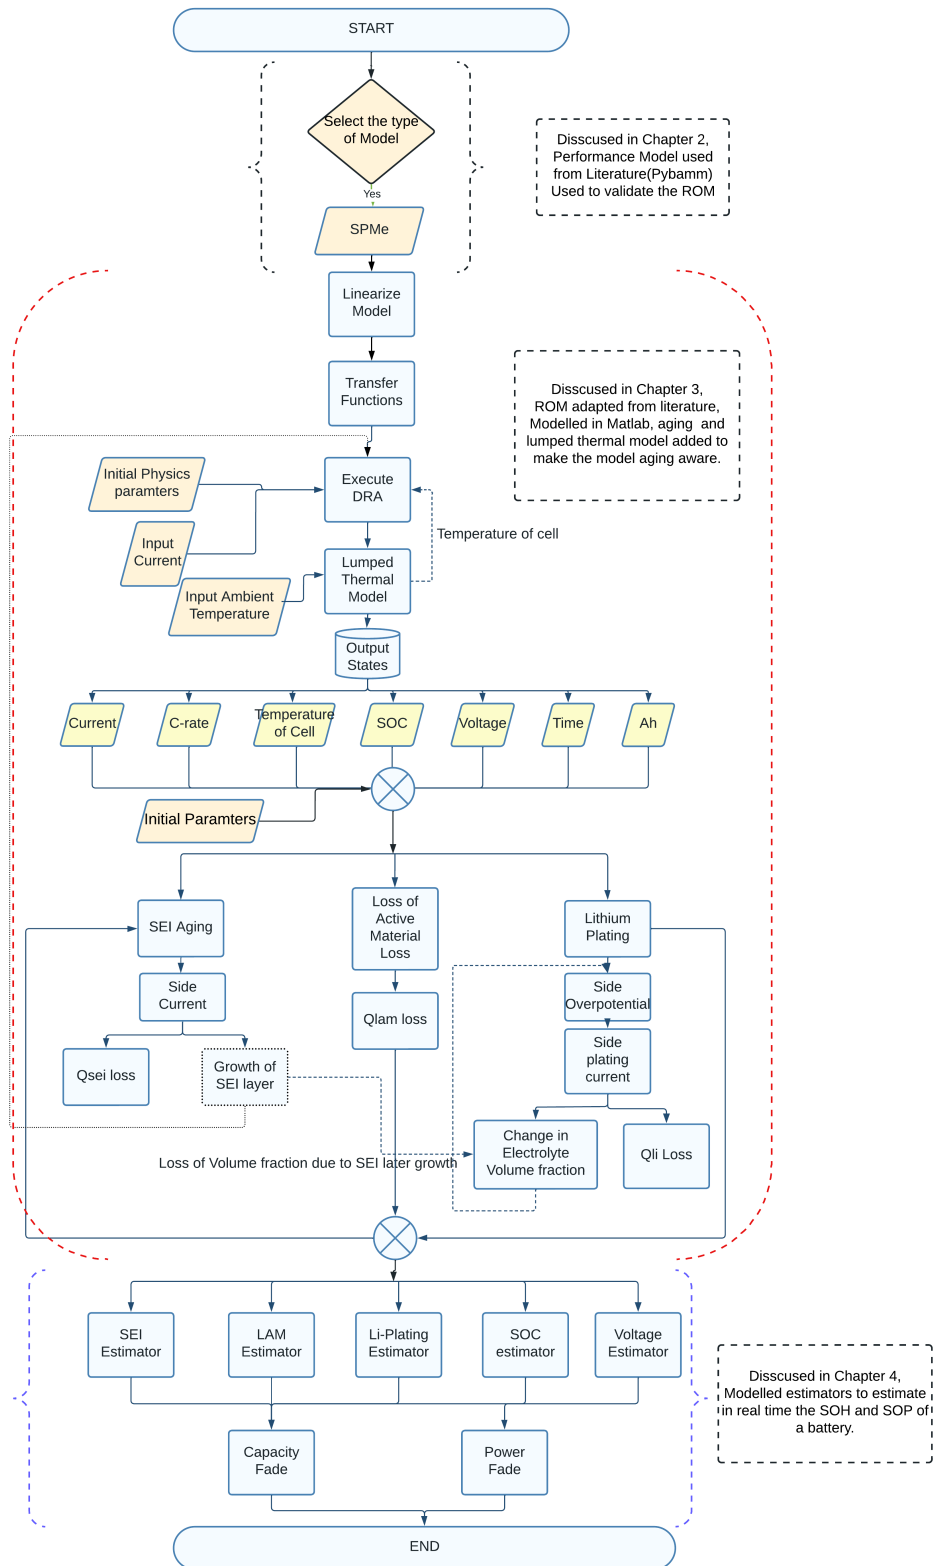 START
Select the type
of Model
Disscused in Chapter 2,
Performance Model used
from Literature(Pybamm)
Used to validate the ROM
Yes
SPMe
Linearize
Model
Transfer
Functions
Disscused in Chapter 3,
ROM adapted from literature,
Modelled in Matlab, aging and
lumped thermal model added to
make the model aging aware.
Initial Physics
paramters
Execute
DRA
Input
Current
Temperature of cell
Lumped
Thermal
Model
Input Ambient
Temperature
Output
States
Current
C-rate
Temperature
of Cell
SOC
Voltage
Time
Ah
Initial Paramters
SEI Aging
Loss of
Active
Material
Loss
Lithium
Plating
Side
Current
Side
Overpotential
Qlam loss
Side
plating
current
Qsei loss
Growth of
SEI layer
Change in
Electrolyte
Volume fraction
Qli Loss
Loss of Volume fraction due to SEI later growth
SEI
Estimator
LAM
Estimator
Li-Plating
Estimator
SOC
estimator
Voltage
Estimator
Disscused in Chapter 4,
Modelled estimators to estimate
in real time the SOH and SOP of
a battery.
Capacity
Fade
Power
Fade
END